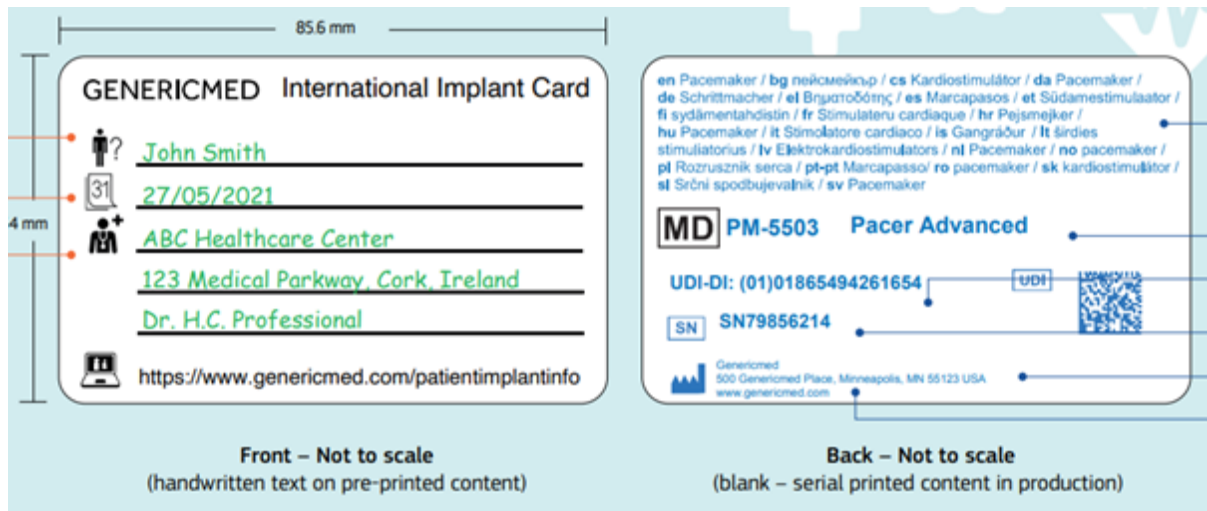 85.6 mm
GENERICMED International Implant Card
? John Smith
31 27/05/2021
4 mm
ABC Healthcare Center
123 Medical Parkway, Cork, Ireland
Dr. H.C. Professional
https://www.genericmed.com/patientimplantinfo
Front – Not to scale
(handwritten text on pre-printed content)
en Pacemaker / bg пейсмейкър / cs Kardiostimulátor / da Pacemaker /
de Schrittmacher / el Βηματοδότης / es Marcapasos / et Südamestimulaator /
fi sydämentahdistin / fr Stimulateru cardiaque / hr Pejsmejker /
hu Pacemaker / it Stimolatore cardiaco / is Gangráður / lt širdies
stimuliatorius / lv Elektrokardiostimulators / nl Pacemaker / no pacemaker /
pl Rozrusznik serca / pt-pt Marcapasso/ ro pacemaker / sk kardiostimulátor /
sl Srčni spodbujevalnik / sv Pacemaker
MD PM-5503 Pacer Advanced
UDI-DI: (01)01865494261654 UDI
SN SN79856214
Genericmed
500 Genericmed Place, Minneapolis, MN 55123 USA
www.genericmed.com
Back – Not to scale
(blank – serial printed content in production)